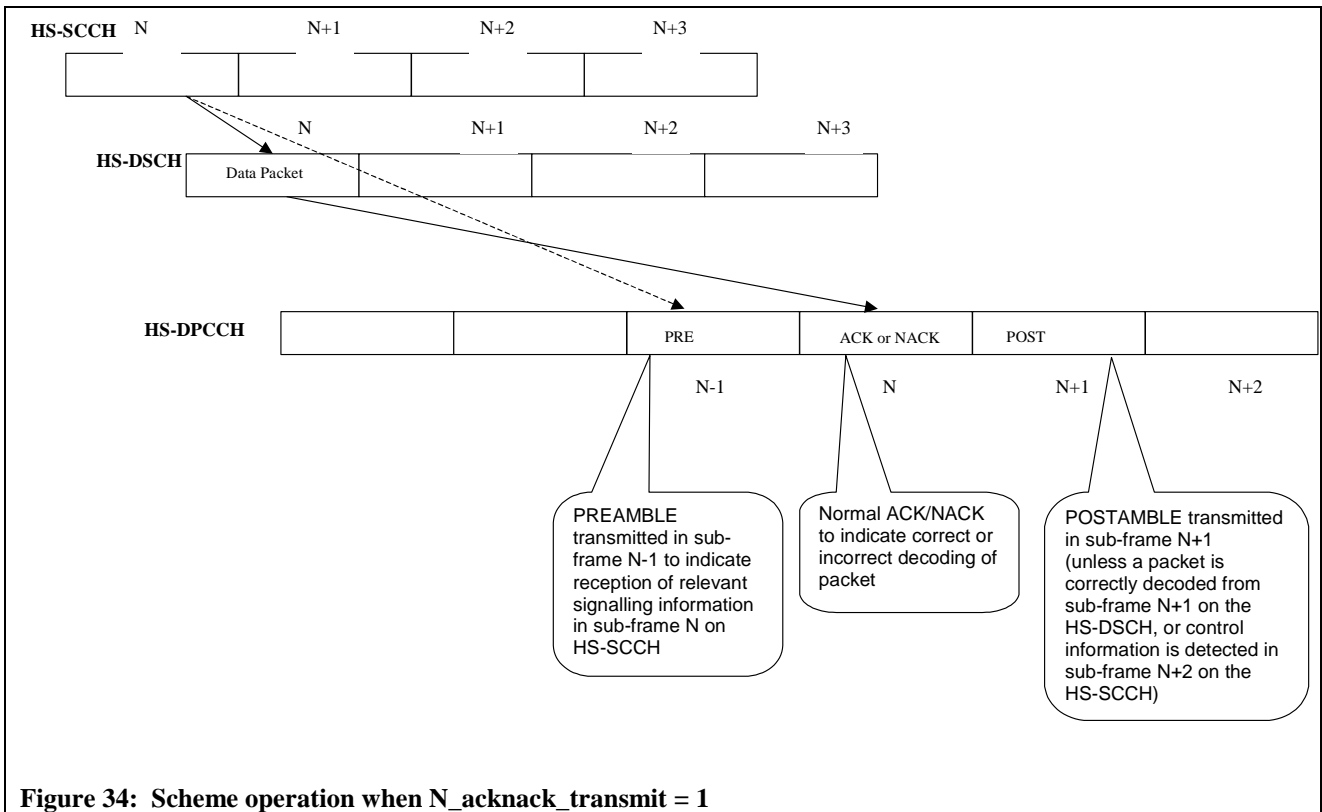 HS-SCCH N N+1 N+2 N+3
N N+1 N+2 N+3
HS-DSCH
Data Packet
HS-DPCCH
PRE ACK or NACK POST
N-1 N N+1 N+2
PREAMBLE
transmitted in sub-
frame N-1 to indicate
reception of relevant
signalling information
in sub-frame N on
HS-SCCH
Normal ACK/NACK
to indicate correct or
incorrect decoding of
packet
POSTAMBLE transmitted
in sub-frame N+1
(unless a packet is
correctly decoded from
sub-frame N+1 on the
HS-DSCH, or control
information is detected in
sub-frame N+2 on the
HS-SCCH)
Figure 34: Scheme operation when N_acknack_transmit = 1